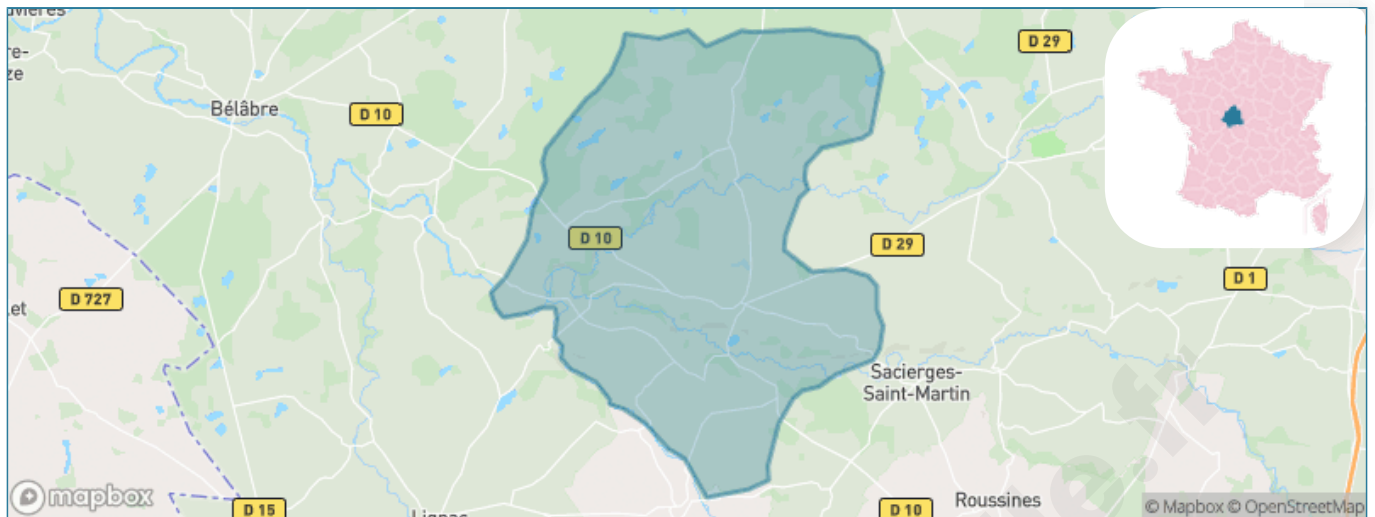 D 29
Bélâbre
D 10
D 10
D 29
D 727
D 1
Sacierges-
Saint-Martin
Roussines
D 15
D 10
mapbox
© Mapbox © OpenStreetMap